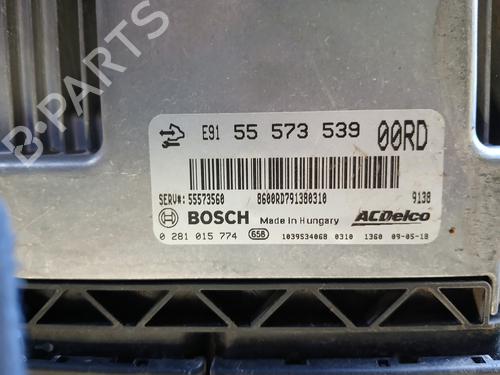 B-PARTS
E91 55 573 539 00RD
SERV#: 55573560 8600RD791380310 9138
BOSCH Made in Hungary ACDelco
0 281 015 774 658 1039S34068 0310 1360 09-05-18